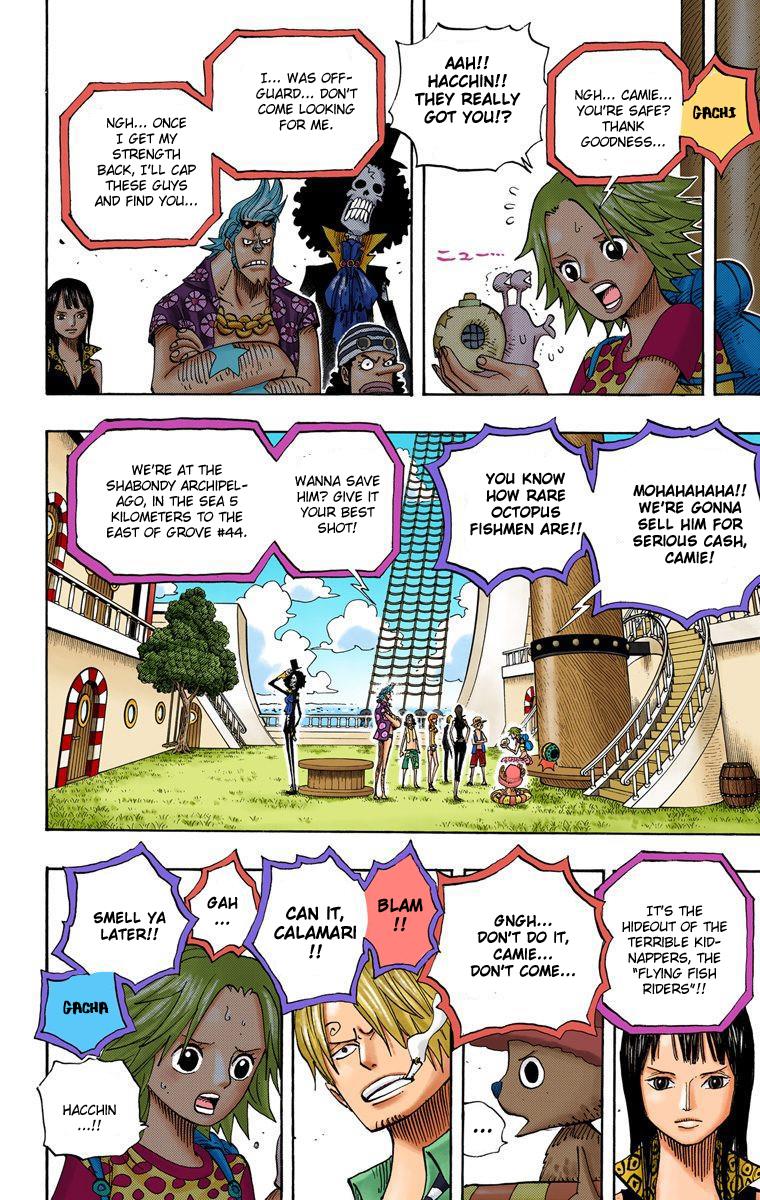 GACHI
NGH... CAMIE...
YOU'RE SAFE?
THANK
GOODNESS...
AAH!!
HACCHIN!!
THEY REALLY
GOT YOU!?
ニュー…
I... WAS OFF-
GUARD... DON'T
COME LOOKING
FOR ME.
NGH... ONCE
I GET MY
STRENGTH
BACK, I'LL CAP
THESE GUYS
AND FIND YOU...
MOHAHAHAHA!!
WE'RE GONNA
SELL HIM FOR
SERIOUS CASH,
CAMIE!
YOU KNOW
HOW RARE
OCTOPUS
FISHMEN ARE!!
WANNA SAVE
HIM? GIVE IT
YOUR BEST
SHOT!
WE'RE AT THE
SHABONDY ARCHIPEL-
AGO, IN THE SEA 5
KILOMETERS TO THE
EAST OF GROVE #44.
IT'S THE
HIDEOUT OF THE
TERRIBLE KID-
NAPPERS, THE
"FLYING FISH
RIDERS"!!
GNGH...
DON'T DO IT,
CAMIE...
DON'T COME...
...
BLAM
!!
CAN IT,
CALAMARI
!!
GAH
...
SMELL YA
LATER!!
GACHA
HACCHIN
...!!